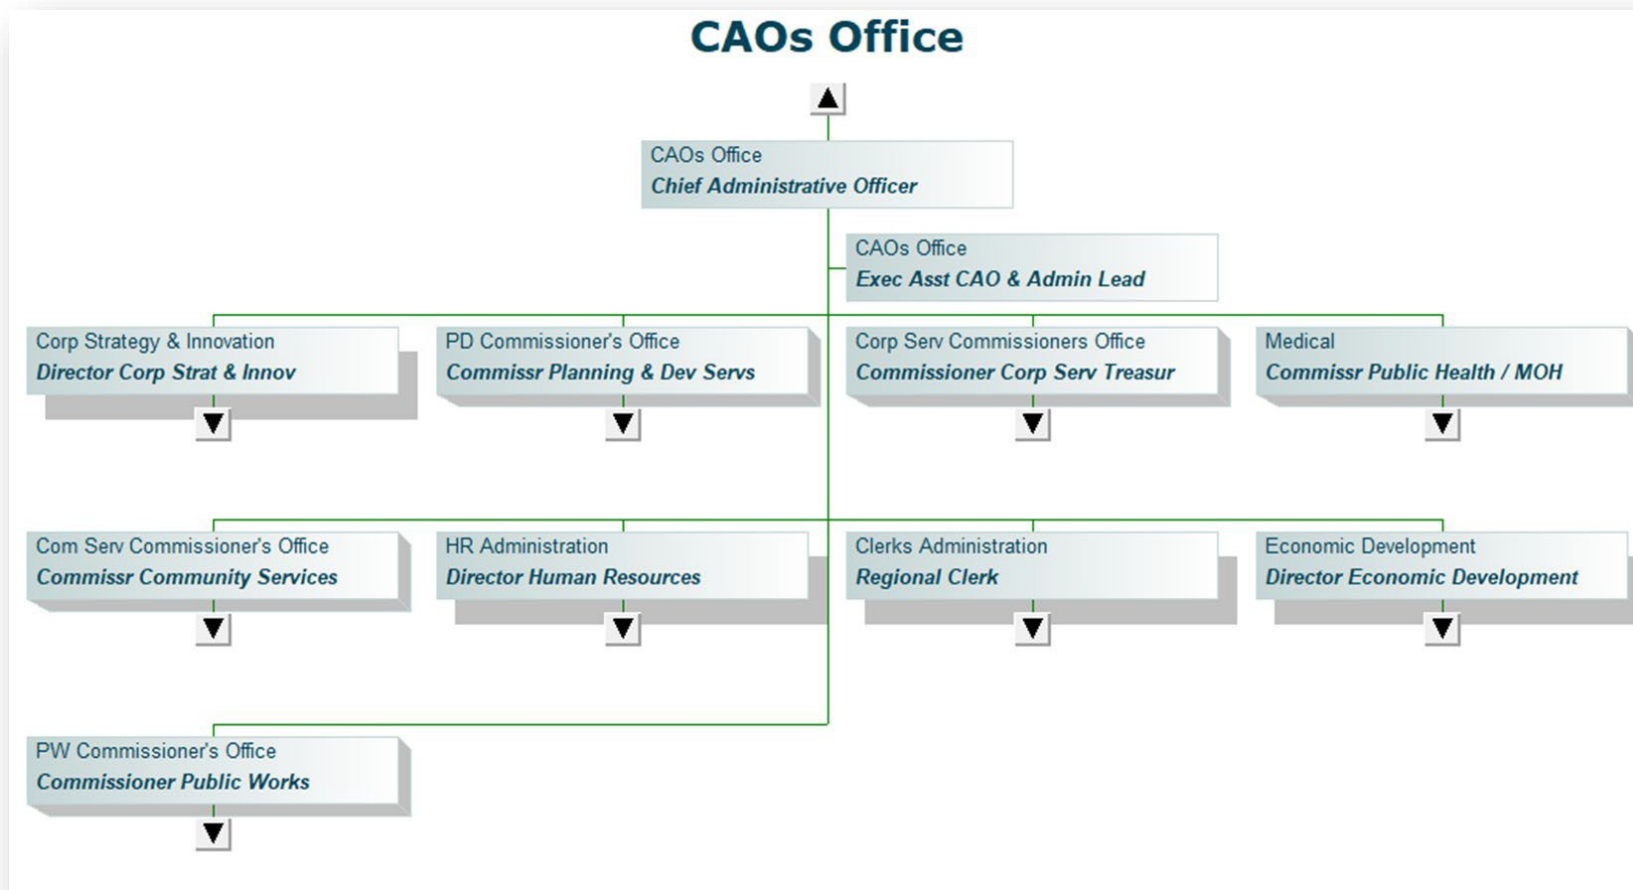 CAOs Office
CAOs Office
Chief Administrative Officer
CAOs Office
Exec Asst CAO & Admin Lead
Corp Strategy & Innovation
Director Corp Strat & Innov
PD Commissioner's Office
Commissr Planning & Dev Servs
Corp Serv Commissioners Office
Commissioner Corp Serv Treasur
Medical
Commissr Public Health / MOH
Com Serv Commissioner's Office
Commissr Community Services
HR Administration
Director Human Resources
Clerks Administration
Regional Clerk
Economic Development
Director Economic Development
PW Commissioner's Office
Commissioner Public Works